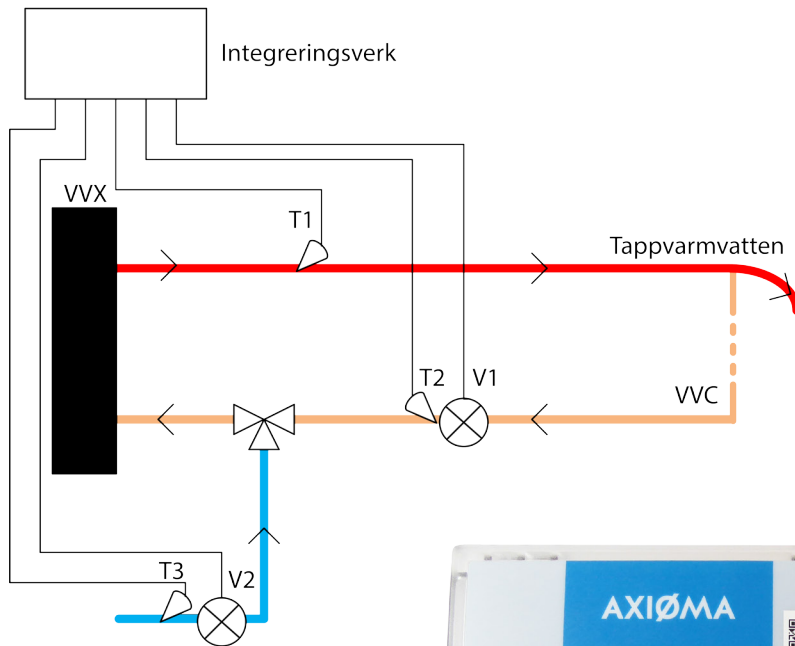 Integreringsverk
VVX
T1
Tappvarmvatten
T2
V1
VVC
T3
V2
AXIØMA